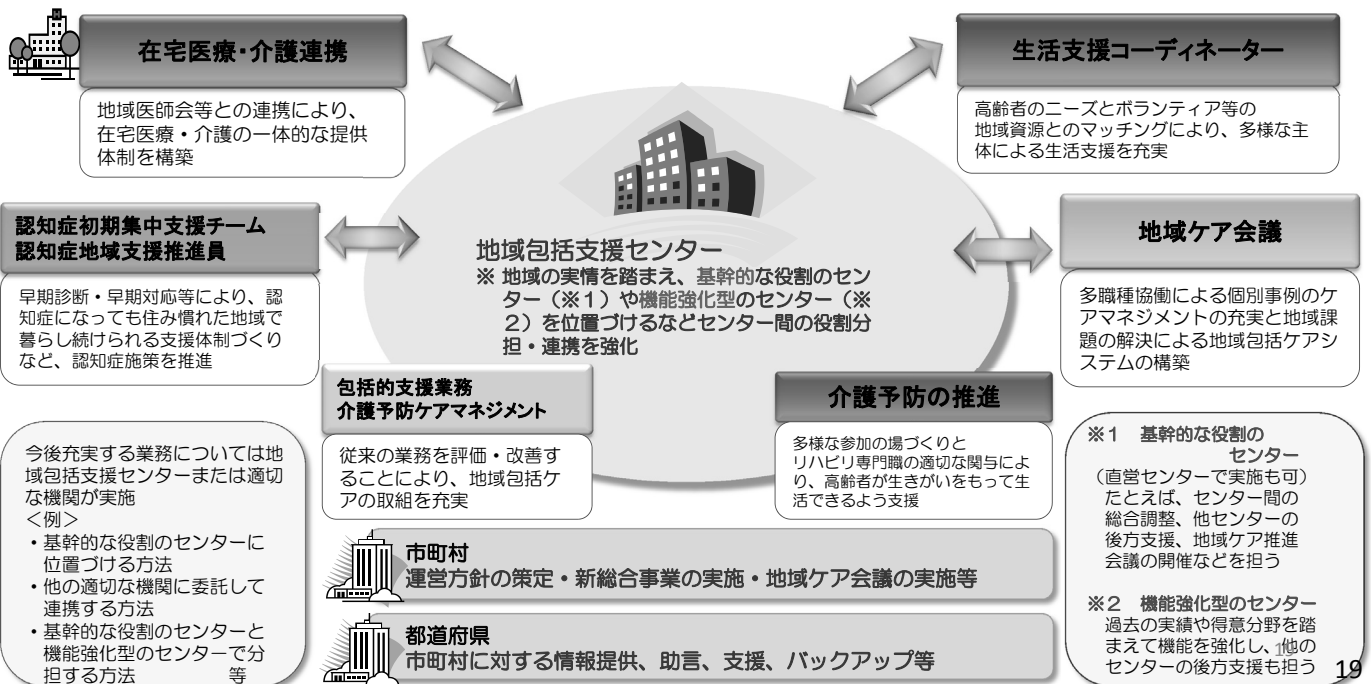 在宅医療・介護連携
地域医師会等との連携により、
在宅医療・介護の一体的な提供
体制を構築
生活支援コーディネーター
高齢者のニーズとボランティア等の
地域資源とのマッチングにより、多様な主
体による生活支援を充実
認知症初期集中支援チーム
認知症地域支援推進員
早期診断・早期対応等により、認
知症になっても住み慣れた地域で
暮らし続けられる支援体制づくり
など、認知症施策を推進
地域包括支援センター
※ 地域の実情を踏まえ、基幹的な役割のセン
ター（※１）や機能強化型のセンター（※
２）を位置づけるなどセンター間の役割分
担・連携を強化
地域ケア会議
多職種協働による個別事例のケ
アマネジメントの充実と地域課
題の解決による地域包括ケアシ
ステムの構築
包括的支援業務
介護予防ケアマネジメント
従来の業務を評価・改善す
ることにより、地域包括ケ
アの取組を充実
介護予防の推進
多様な参加の場づくりと
リハビリ専門職の適切な関与によ
り、高齢者が生きがいをもって生
活できるよう支援
今後充実する業務については地
域包括支援センターまたは適切
な機関が実施
＜例＞
・基幹的な役割のセンターに
位置づける方法
・他の適切な機関に委託して
連携する方法
・基幹的な役割のセンターと
機能強化型のセンターで分
担する方法　　　　　等
市町村
運営方針の策定・新総合事業の実施・地域ケア会議の実施等
都道府県
市町村に対する情報提供、助言、支援、バックアップ等
※１　基幹的な役割の
センター
（直営センターで実施も可）
たとえば、センター間の
総合調整、他センターの
後方支援、地域ケア推進
会議の開催などを担う
※２　機能強化型のセンター
過去の実績や得意分野を踏
まえて機能を強化し、他の
センターの後方支援も担う
19
19